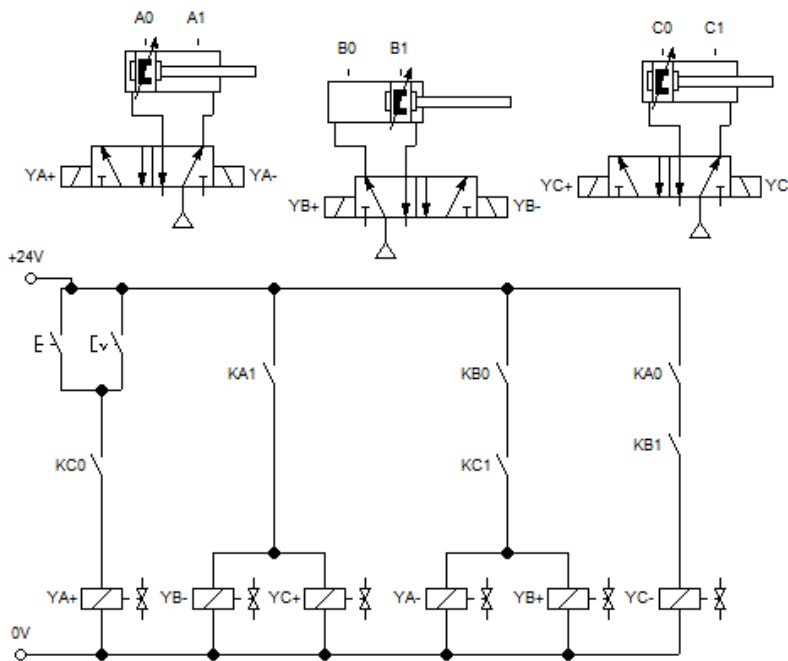 A0 A1
B0 B1
C0 C1
YA+ YA-
YB+ YB-
YC+ YC
+24V
KA1 KB0 KA0
KB1
KC0 KC1
YA+ YB- YC+ YA- YB+ YC-
0V